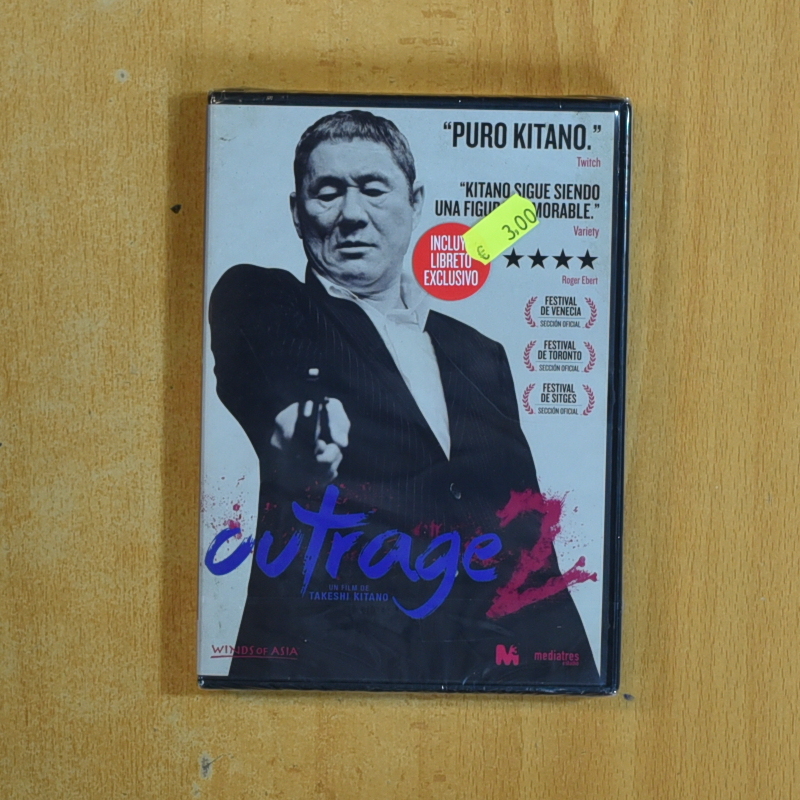 “PURO KITANO.”
Twitch
“KITANO SIGUE SIENDO
UNA FIGURA MORABLE.”
Variety
INCLUY
LIBRETO
EXCLUSIVO
€ 3,00
★★★★
Roger Ebert
FESTIVAL
DE VENECIA
SECCIÓN OFICIAL
FESTIVAL
DE TORONTO
SECCIÓN OFICIAL
FESTIVAL
DE SITGES
SECCIÓN OFICIAL
outrage 2
UN FILM DE
TAKESHI KITANO
WINDS OF ASIA
M3
mediatres